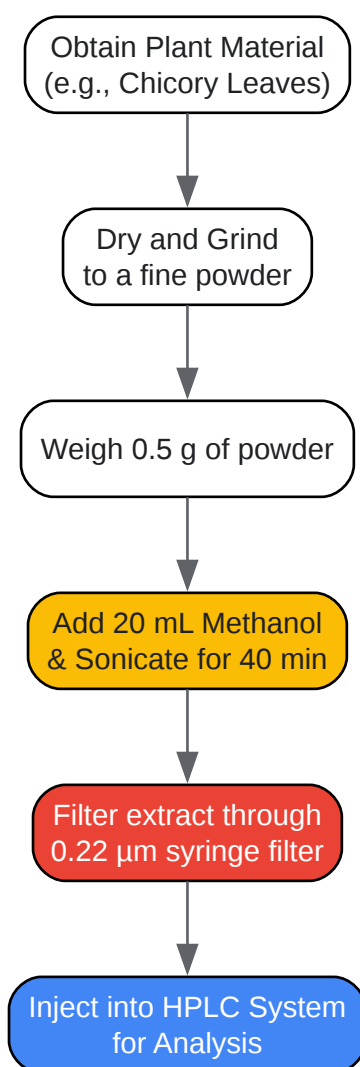 Obtain Plant Material
(e.g., Chicory Leaves)
Dry and Grind
to a fine powder
Weigh 0.5 g of powder
Add 20 mL Methanol
& Sonicate for 40 min
Filter extract through
0.22 µm syringe filter
Inject into HPLC System
for Analysis